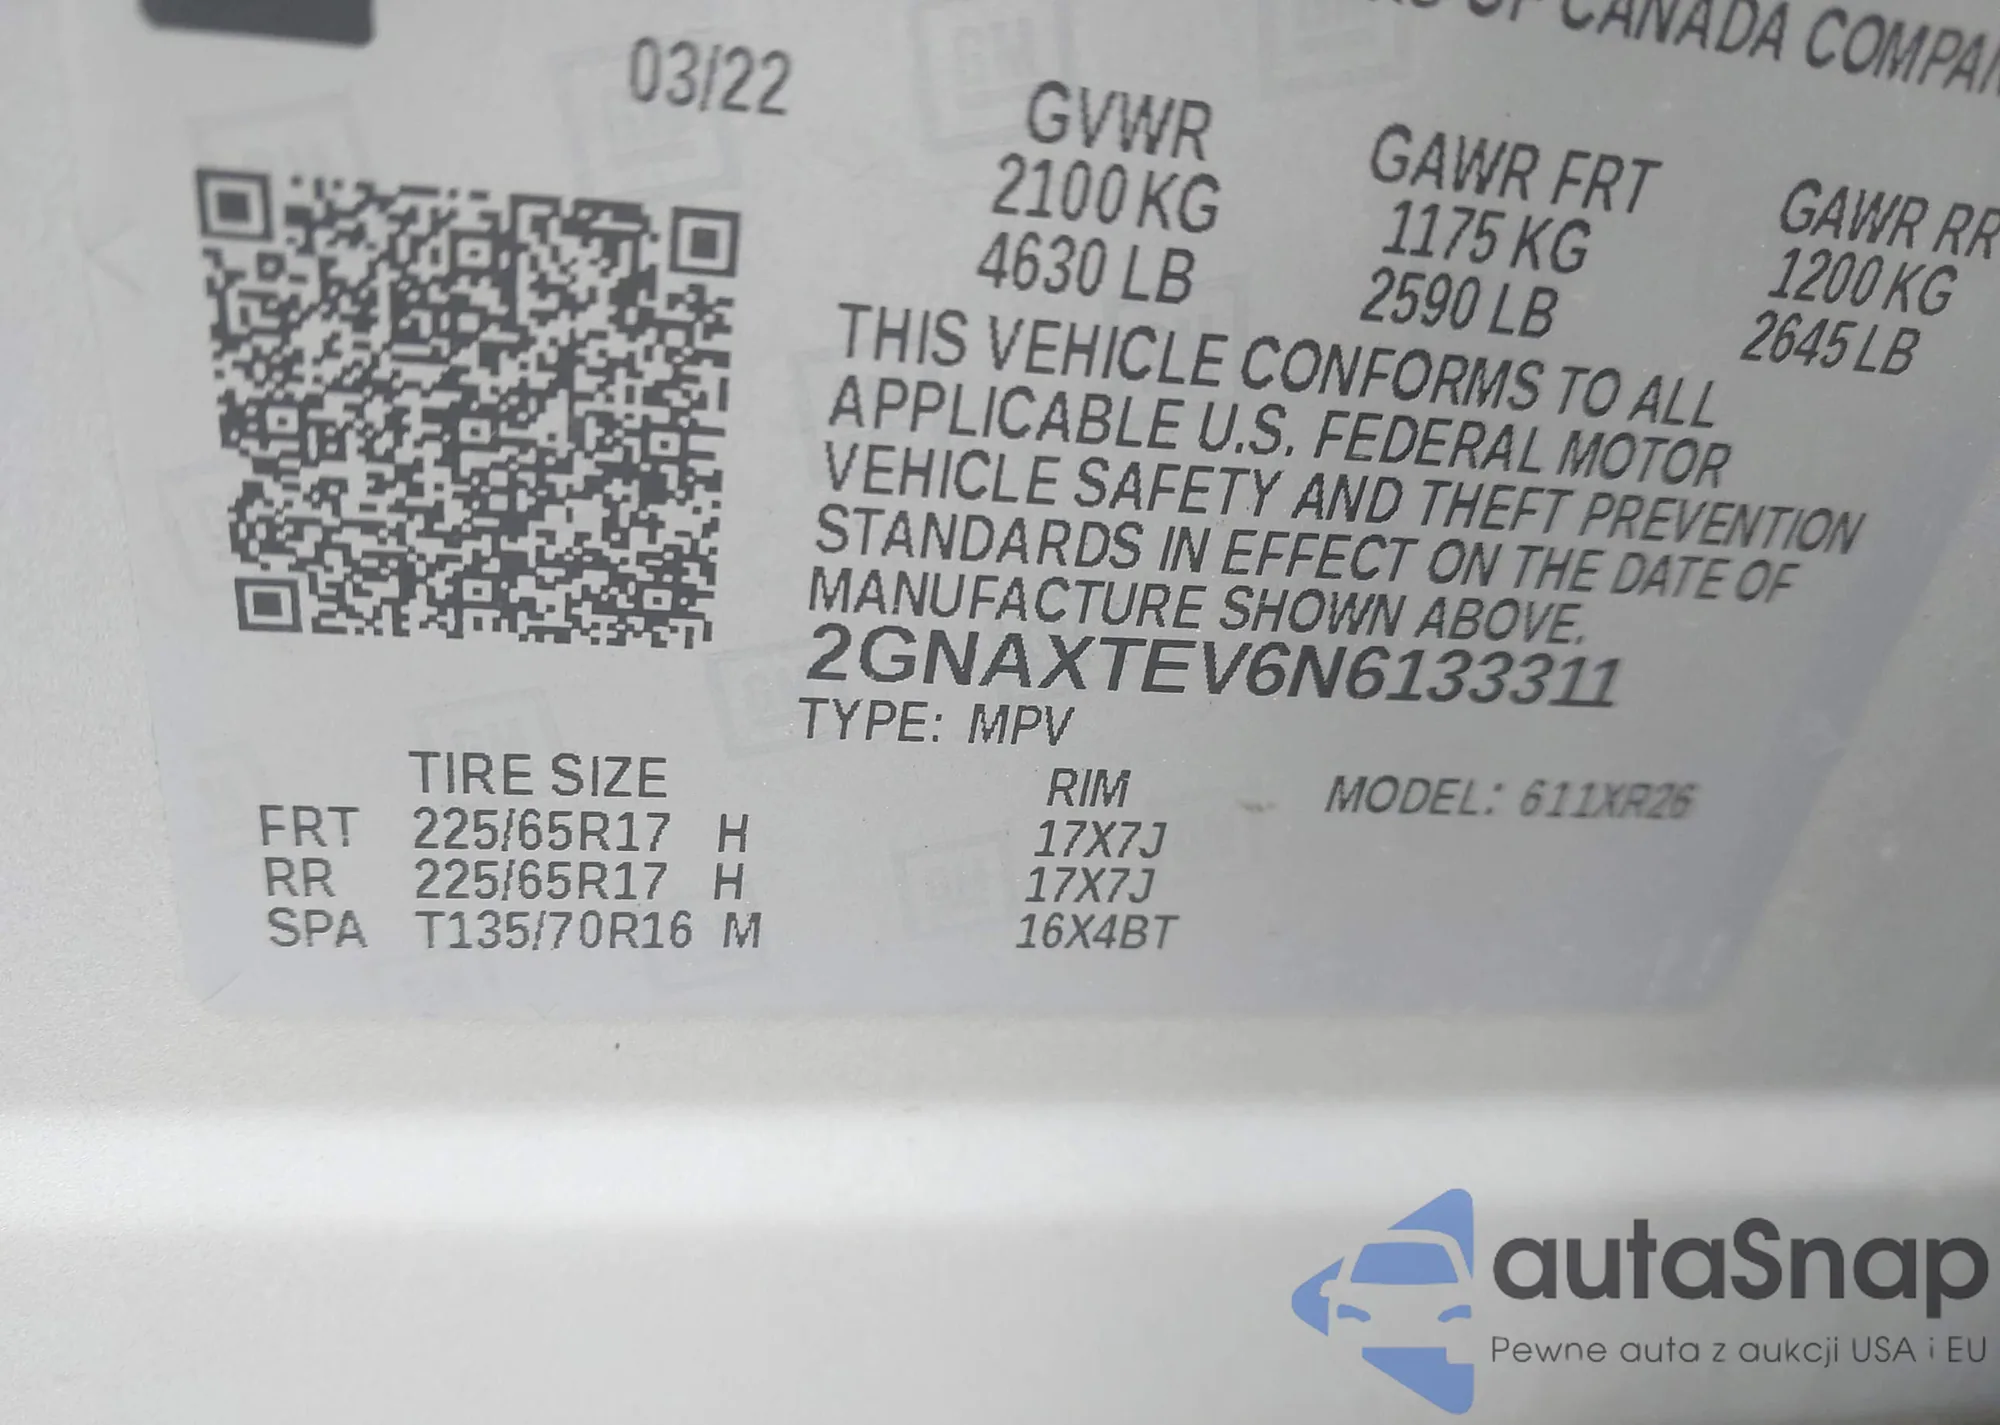 OF CANADA COMPAN
03/22
GVWR GAWR FRT GAWR RR
2100 KG 1175 KG 1200 KG
4630 LB 2590 LB 2645 LB
THIS VEHICLE CONFORMS TO ALL
APPLICABLE U.S. FEDERAL MOTOR
VEHICLE SAFETY AND THEFT PREVENTION
STANDARDS IN EFFECT ON THE DATE OF
MANUFACTURE SHOWN ABOVE.
2GNAXTEV6N6133311
TYPE: MPV
TIRE SIZE RIM MODEL: 611XR26
FRT 225/65R17 H 17X7J
RR 225/65R17 H 17X7J
SPA T135/70R16 M 16X4BT
autaSnap
Pewne auta z aukcji USA i EU